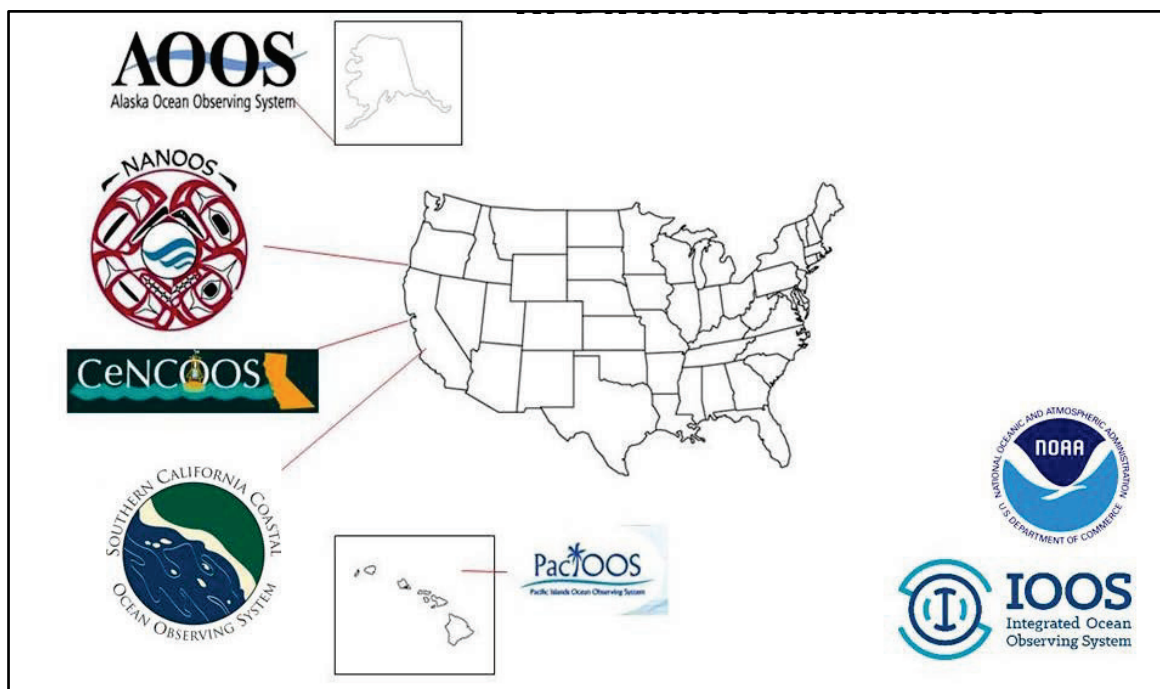 AOOS
Alaska Ocean Observing System
NANOOS
CeNCOOS
SOUTHERN CALIFORNIA COASTAL
OCEAN OBSERVING SYSTEM
PacIOOS
Pacific Islands Ocean Observing System
NATIONAL OCEANIC AND ATMOSPHERIC ADMINISTRATION
NOAA
U.S. DEPARTMENT OF COMMERCE
IOOS
Integrated Ocean
Observing System